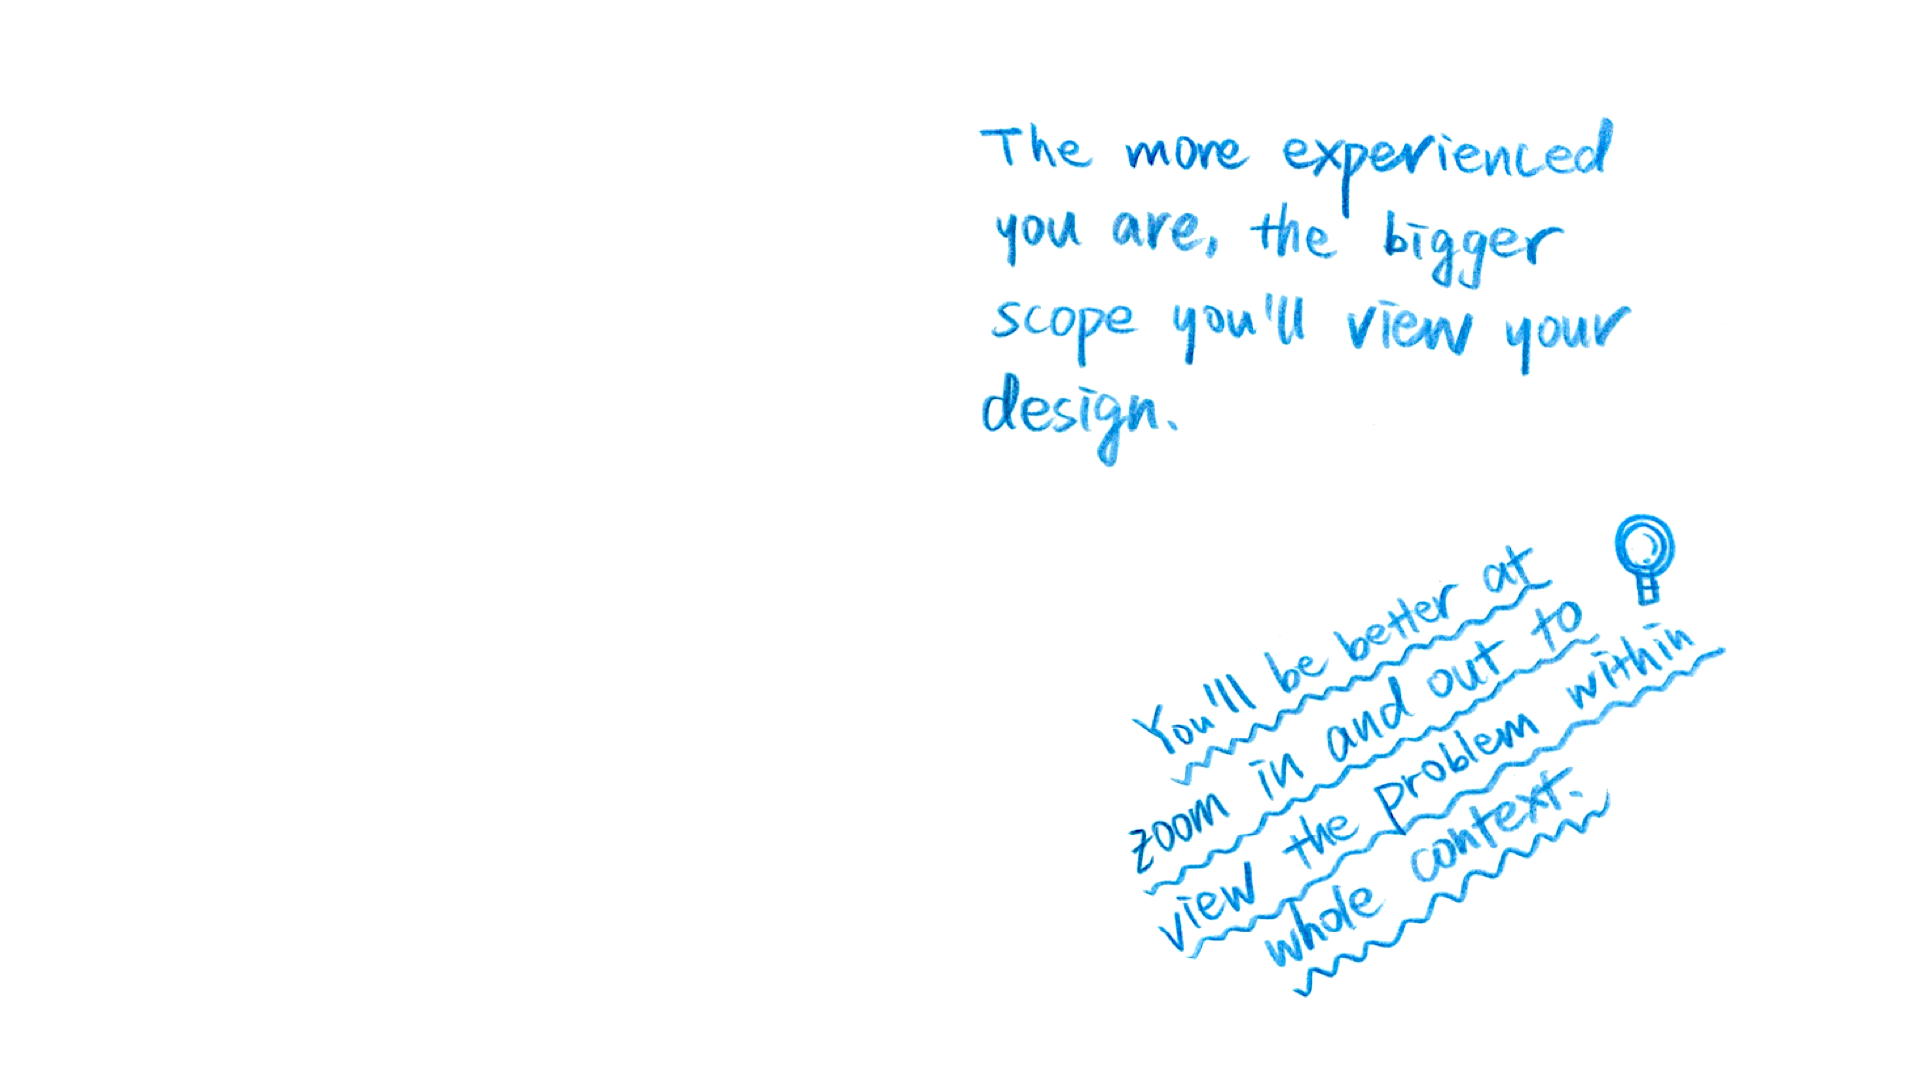 The more experienced
you are, the bigger
scope you'll view your
design.
You'll be better at
zoom in and out to
view the problem within
whole context.